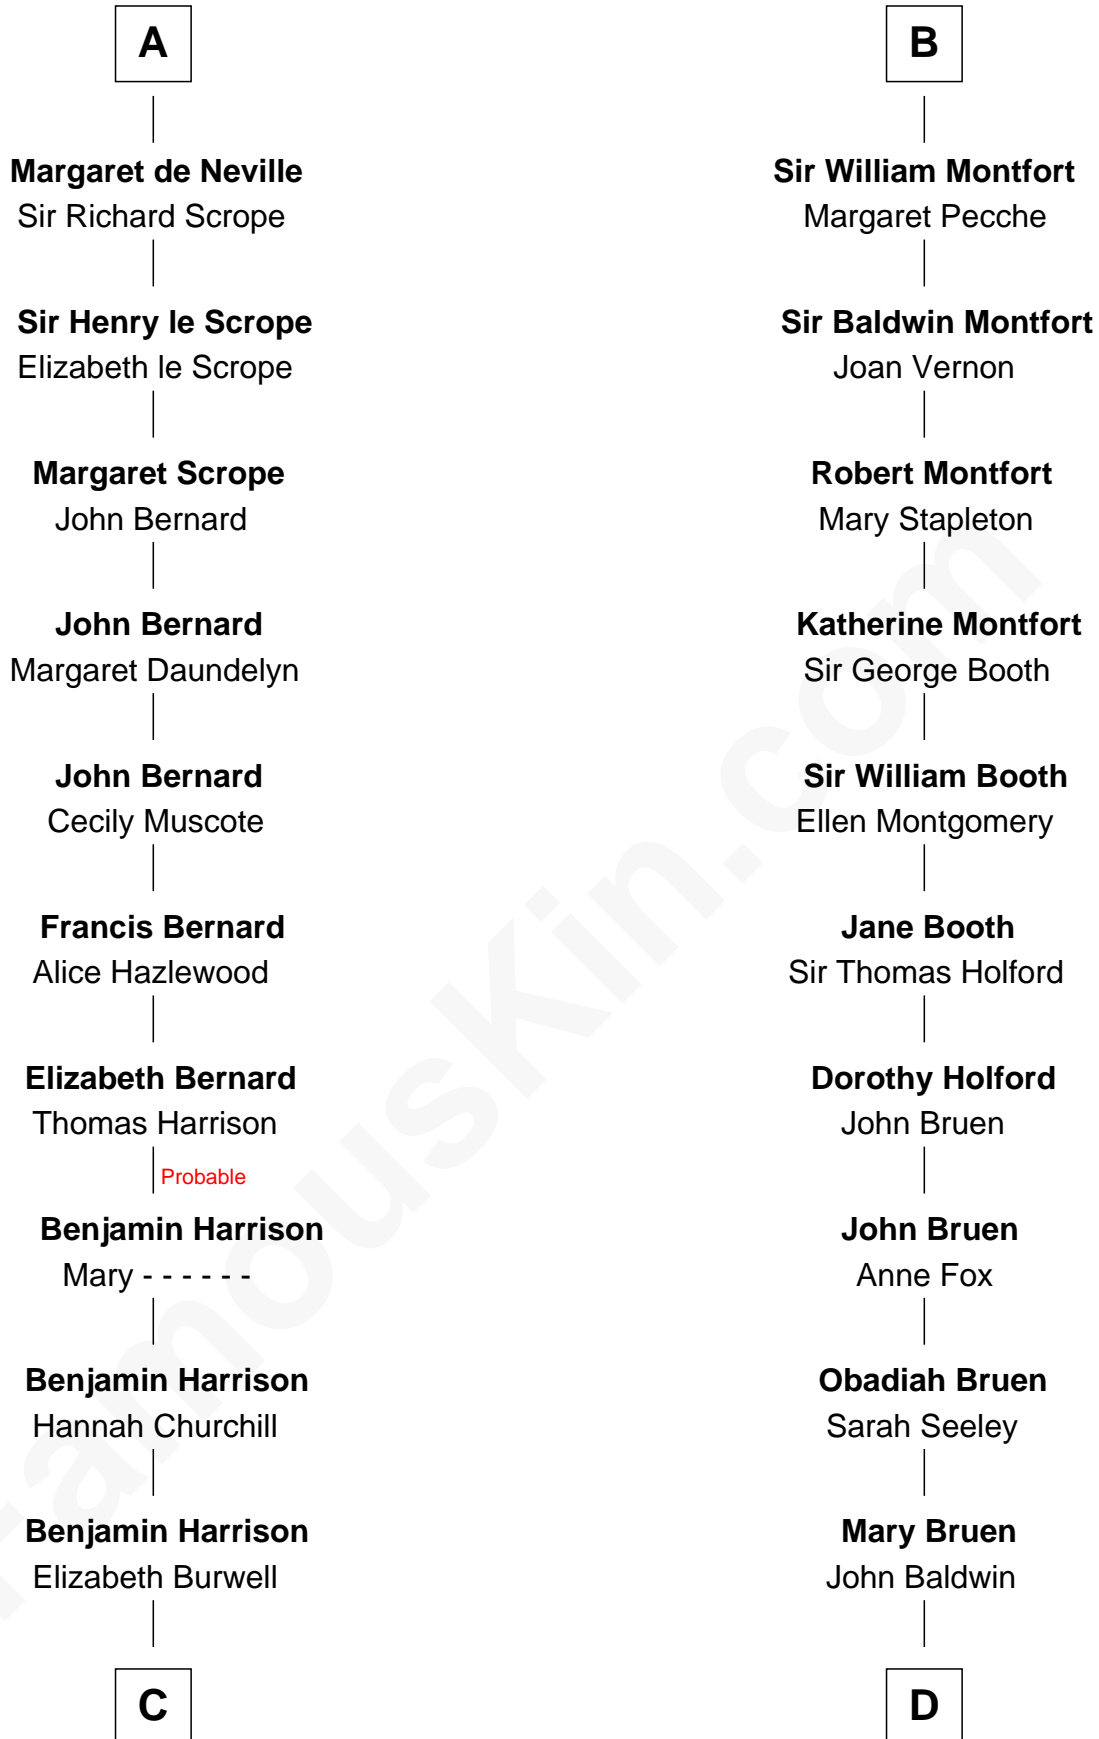 A
Margaret de Neville
Sir Richard Scrope
Sir Henry le Scrope
Elizabeth le Scrope
Margaret Scrope
John Bernard
John Bernard
Margaret Daundelyn
John Bernard
Cecily Muscote
Francis Bernard
Alice Hazlewood
Elizabeth Bernard
Thomas Harrison
Probable
Benjamin Harrison
Mary - - - - - -
Benjamin Harrison
Hannah Churchill
Benjamin Harrison
Elizabeth Burwell
C
B
Sir William Montfort
Margaret Pecche
Sir Baldwin Montfort
Joan Vernon
Robert Montfort
Mary Stapleton
Katherine Montfort
Sir George Booth
Sir William Booth
Ellen Montgomery
Jane Booth
Sir Thomas Holford
Dorothy Holford
John Bruen
John Bruen
Anne Fox
Obadiah Bruen
Sarah Seeley
Mary Bruen
John Baldwin
D
FamousKin.com